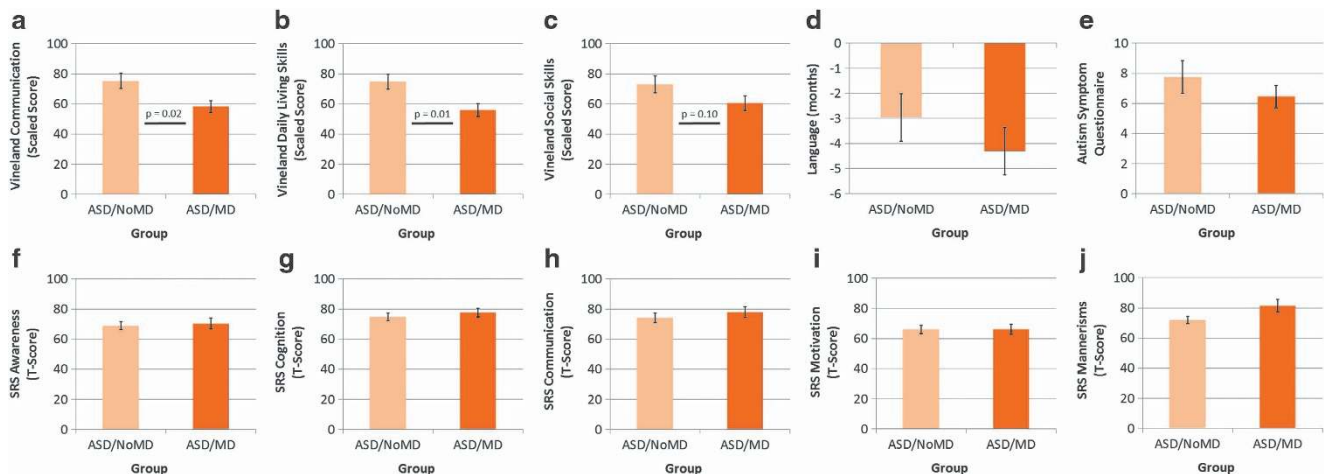 a
Vineland Communication
(Scaled Score)
100
80
60
40
20
0
p = 0.02
ASD/NoMD ASD/MD
Group
b
Vineland Daily Living Skills
(Scaled Score)
100
80
60
40
20
0
p = 0.01
ASD/NoMD ASD/MD
Group
c
Vineland Social Skills
(Scaled Score)
100
80
60
40
20
0
p = 0.10
ASD/NoMD ASD/MD
Group
d
Language (months)
0
-1
-2
-3
-4
-5
-6
ASD/NoMD ASD/MD
Group
e
Autism Symptom
Questionnaire
10
8
6
4
2
0
ASD/NoMD ASD/MD
Group
f
SRS Awareness
(T-Score)
100
80
60
40
20
0
ASD/NoMD ASD/MD
Group
g
SRS Cognition
(T-Score)
100
80
60
40
20
0
ASD/NoMD ASD/MD
Group
h
SRS Communication
(T-Score)
100
80
60
40
20
0
ASD/NoMD ASD/MD
Group
i
SRS Motivation
(T-Score)
100
80
60
40
20
0
ASD/NoMD ASD/MD
Group
j
SRS Mannerisms
(T-Score)
100
80
60
40
20
0
ASD/NoMD ASD/MD
Group